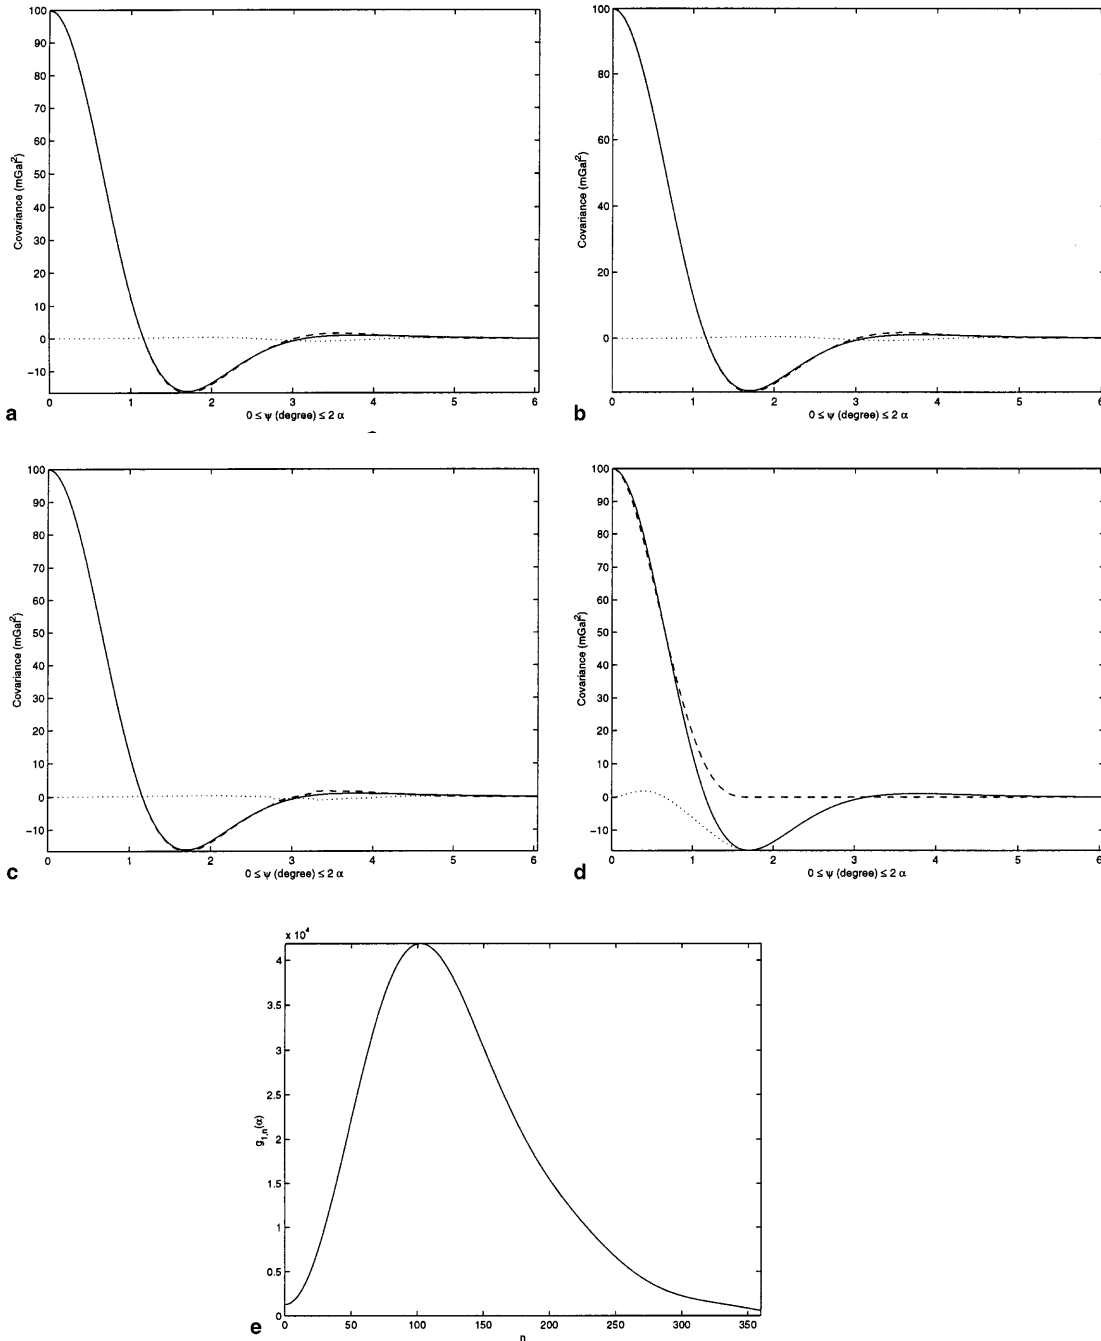 100
90
80
70
60
50
40
30
20
10
0
−10
Covariance (mGal²)
0 1 2 3 4 5 6
0 ≤ ψ (degree) ≤ 2 α
a
100
80
60
40
20
0
Covariance (mGal²)
0 1 2 3 4 5 6
0 ≤ ψ (degree) ≤ 2 α
b
100
90
80
70
60
50
40
30
20
10
0
−10
Covariance (mGal²)
0 1 2 3 4 5 6
0 ≤ ψ (degree) ≤ 2 α
c
100
90
80
70
60
50
40
30
20
10
0
−10
Covariance (mGal²)
0 1 2 3 4 5 6
0 ≤ ψ (degree) ≤ 2 α
d
x 10⁴
4
3.5
3
2.5
2
1.5
1
0.5
0
g₁,ₙ(α)
0 50 100 150 200 250 300 350
n
e